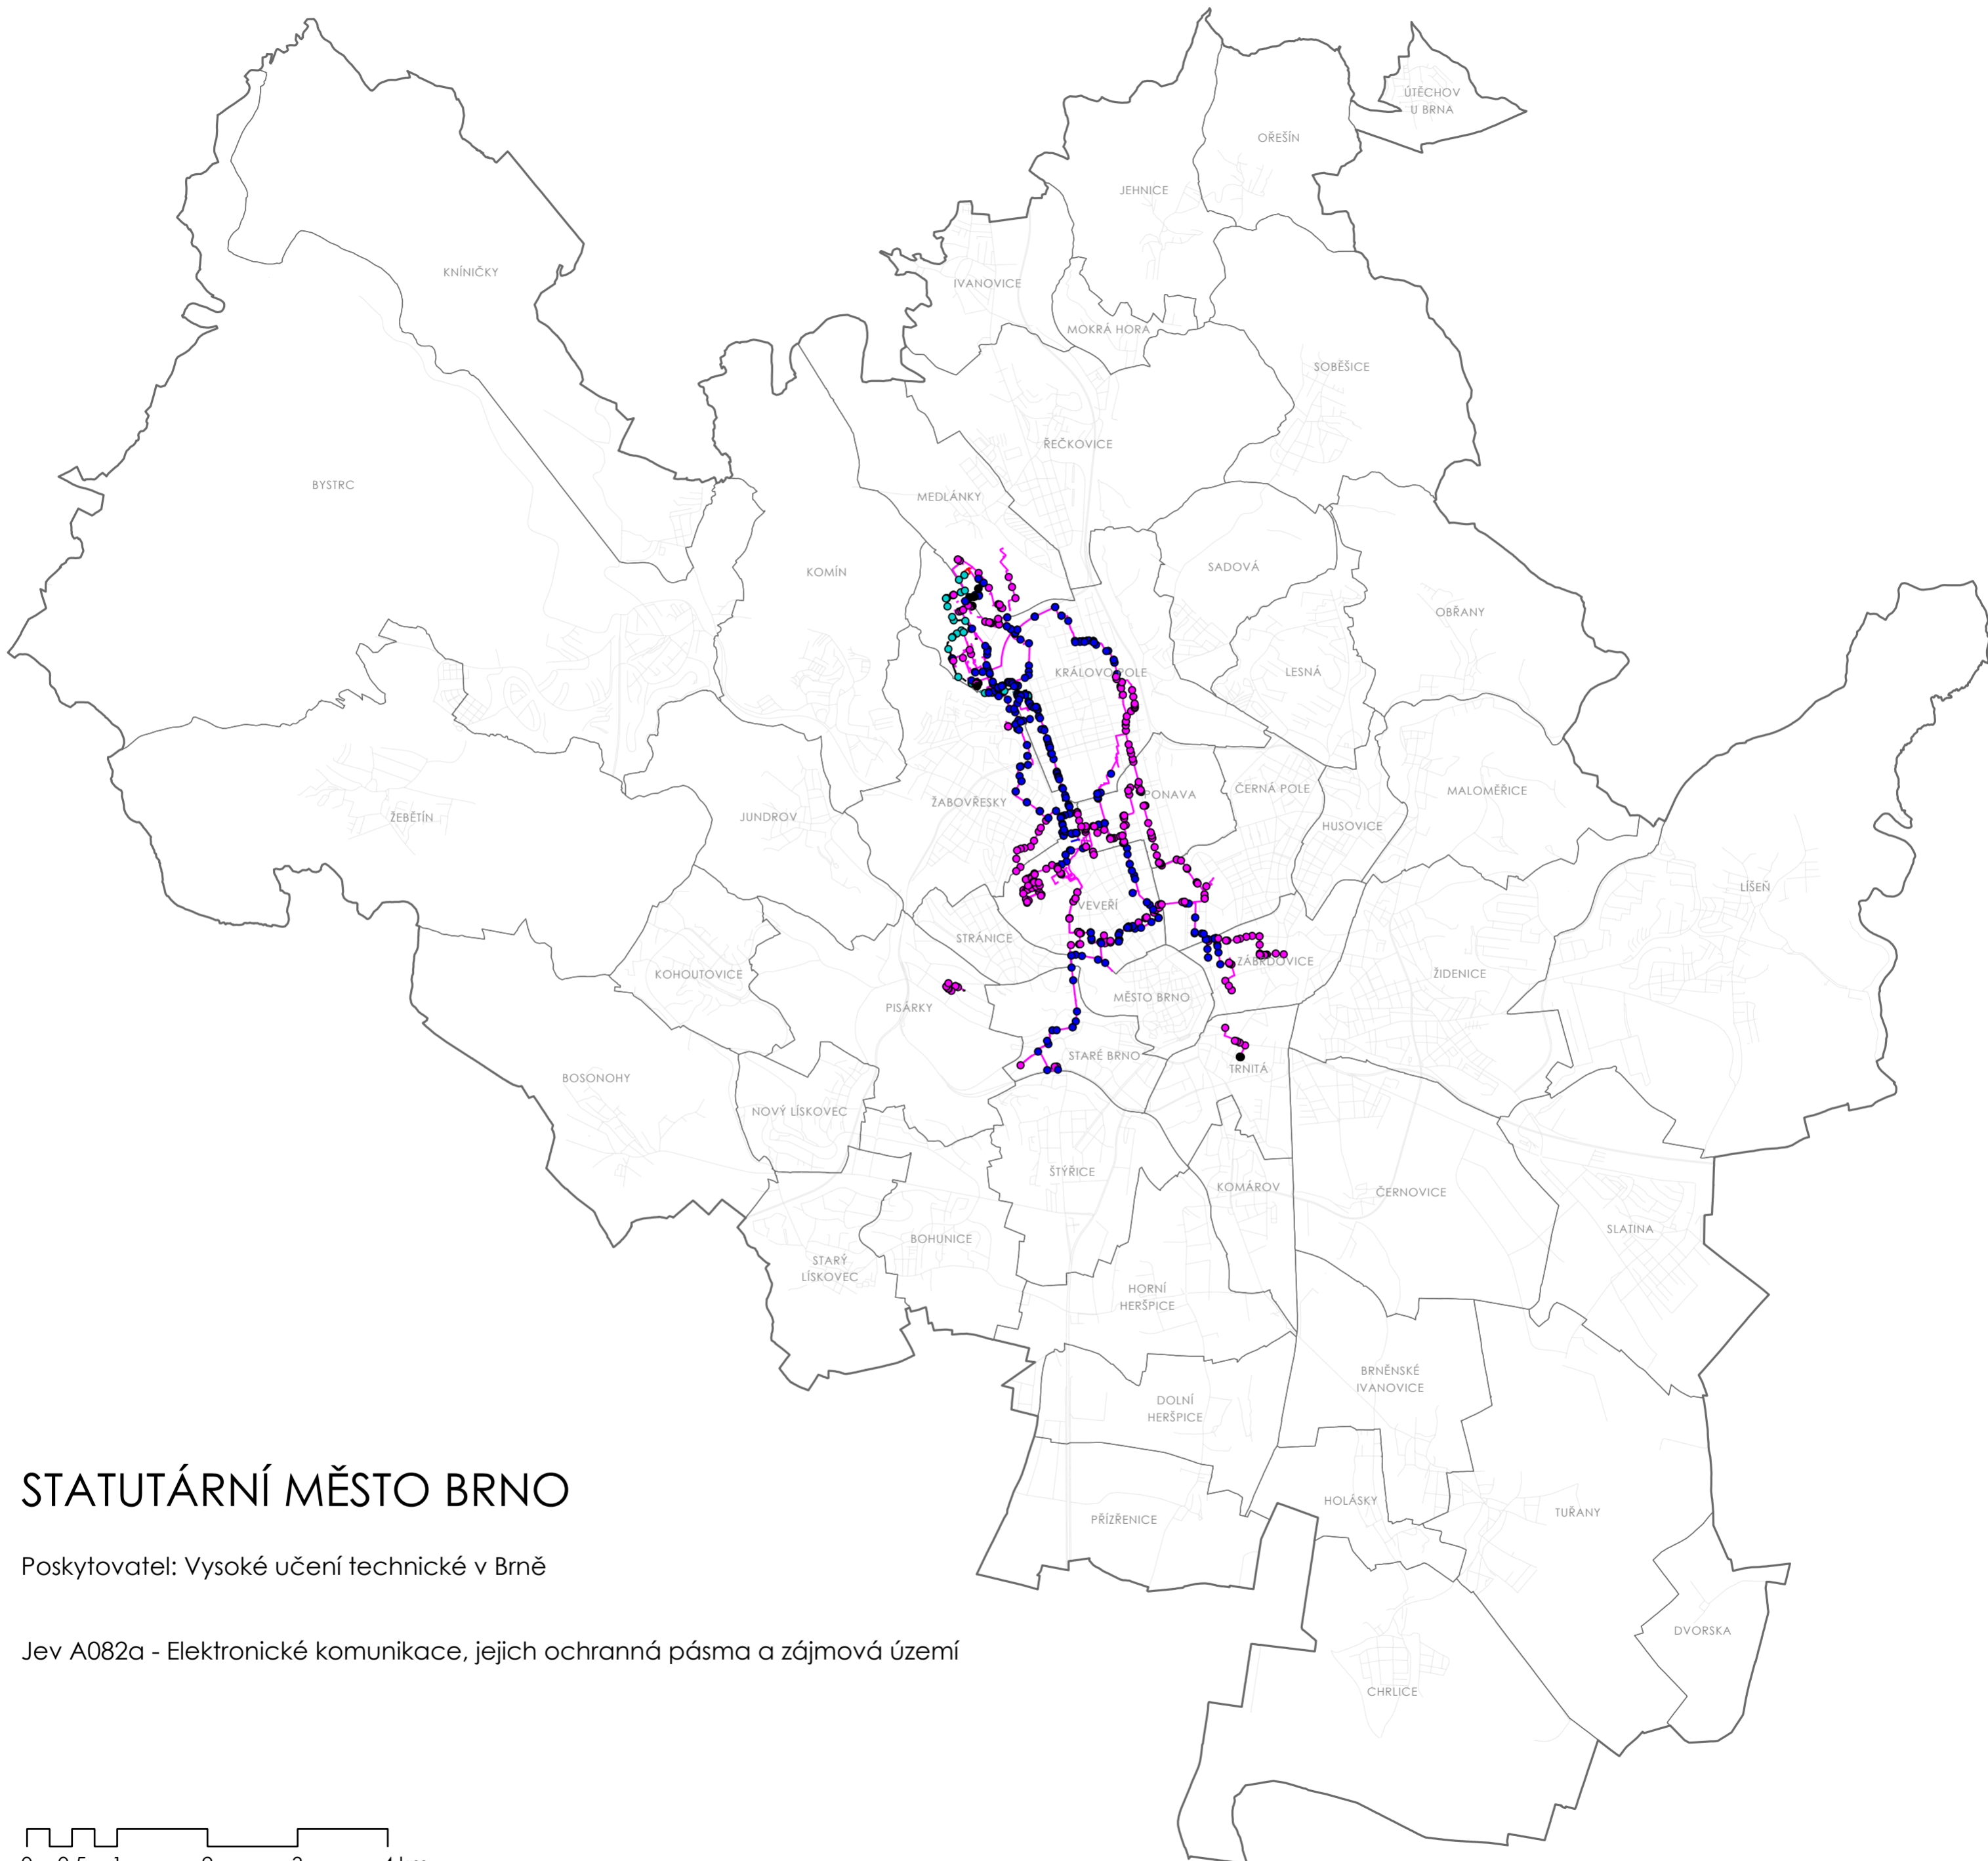 ÚTĚCHOV
U BRNA
OŘEŠÍN
JEHNICE
KNÍNIČKY
IVANOVICE
MOKRÁ HORA
SOBĚŠICE
ŘEČKOVICE
BYSTRC
MEDLÁNKY
SADOVÁ
KOMÍN
OBŘANY
KRÁLOVO POLE
LESNÁ
ČERNÁ POLE
MALOMĚŘICE
PONAVA
ŽABOVŘESKY
ŽEBĚTÍN
JUNDROV
HUSOVICE
LÍŠEŇ
VEVEŘÍ
STRÁNICE
ZÁBRDOVICE
KOHOUTOVICE
ŽIDENICE
MĚSTO BRNO
PISÁRKY
STARÉ BRNO
TRNITÁ
BOSONOHY
NOVÝ LÍSKOVEC
ŠTÝŘICE
KOMÁROV
ČERNOVICE
SLATINA
BOHUNICE
STARÝ
LÍSKOVEC
HORNÍ
HERŠPICE
BRNĚNSKÉ
IVANOVICE
DOLNÍ
HERŠPICE
STATUTÁRNÍ MĚSTO BRNO
HOLÁSKY
TUŘANY
PŘÍZŘENICE
Poskytovatel: Vysoké učení technické v Brně
DVORSKA
Jev A082a - Elektronické komunikace, jejich ochranná pásma a zájmová území
CHRLICE